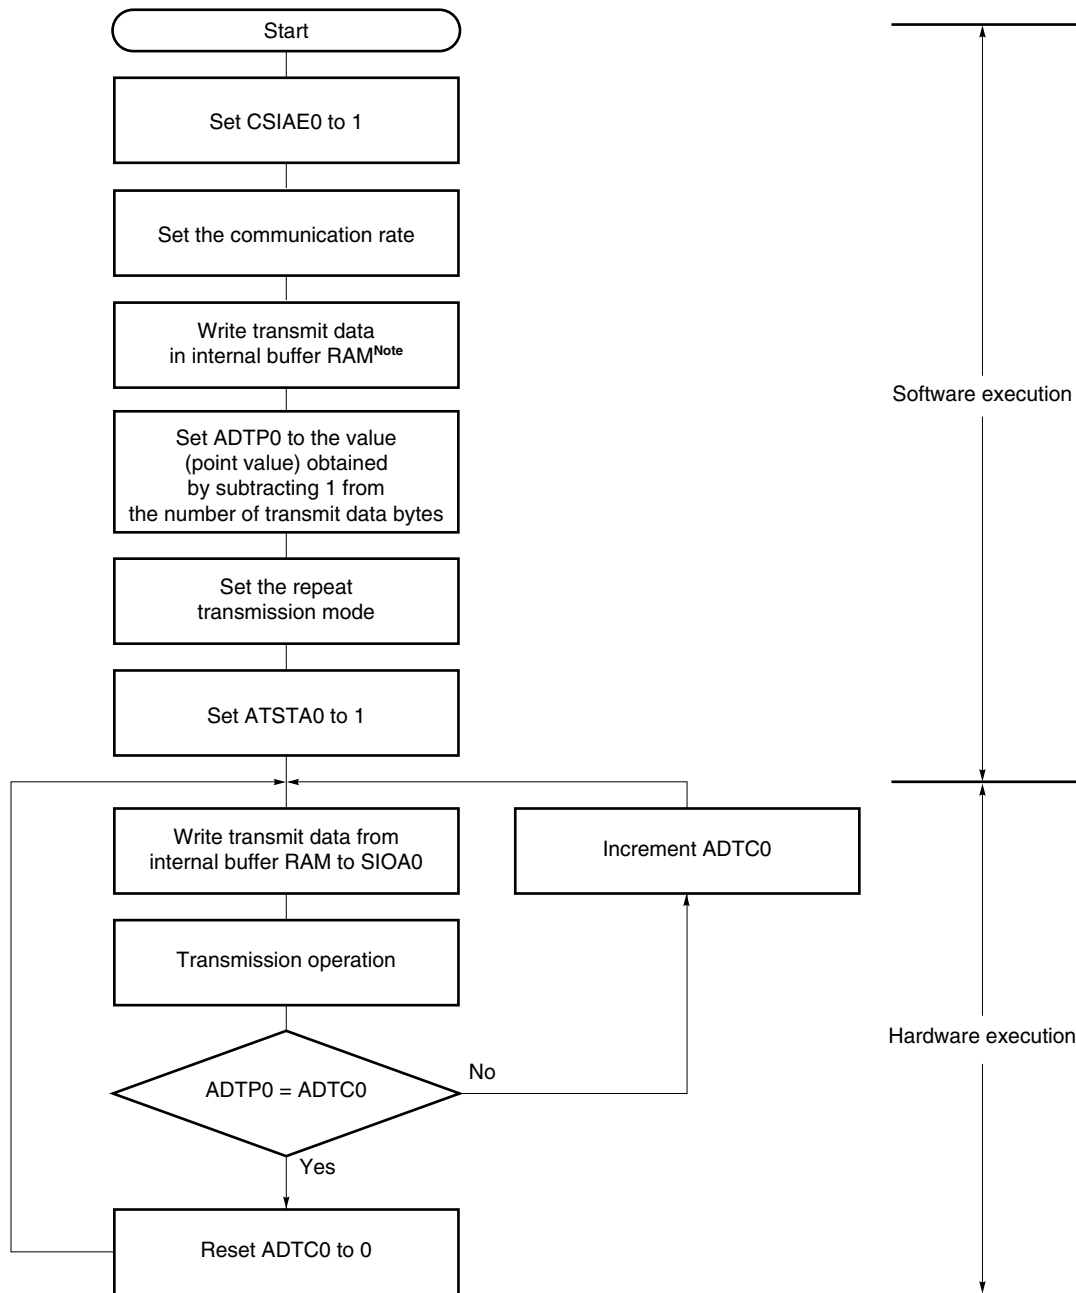 Start
Set CSIAE0 to 1
Set the communication rate
Write transmit data
in internal buffer RAMNote
Set ADTP0 to the value
(point value) obtained
by subtracting 1 from
the number of transmit data bytes
Software execution
Set the repeat
transmission mode
Set ATSTA0 to 1
Write transmit data from
internal buffer RAM to SIOA0
Increment ADTC0
Transmission operation
Hardware execution
ADTP0 = ADTC0
No
Yes
Reset ADTC0 to 0